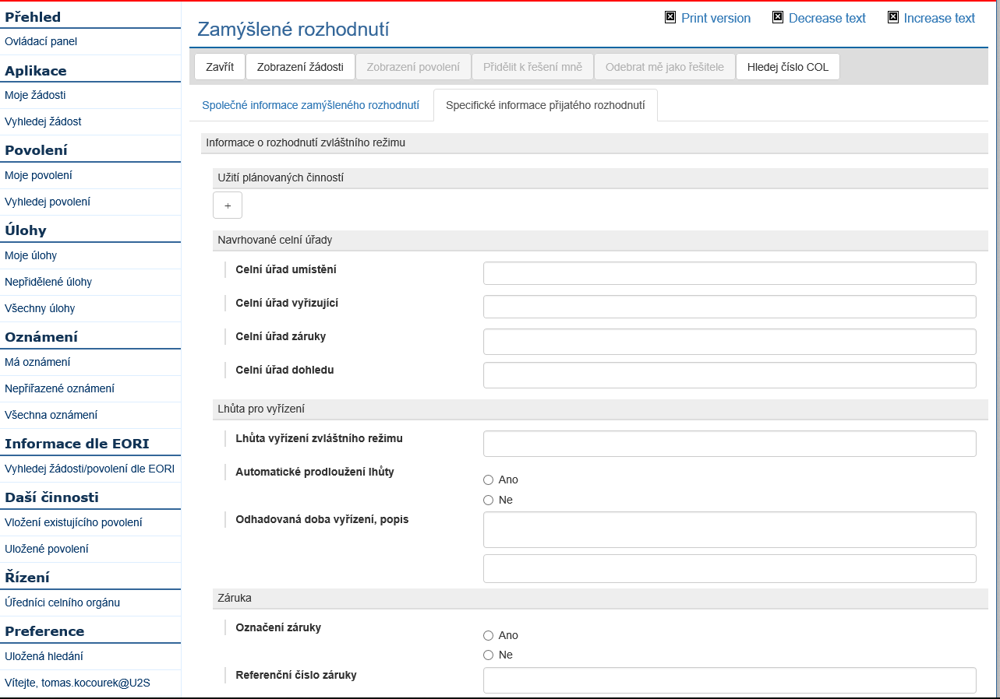 Přehled
Ovládací panel
Aplikace
Moje žádosti
Vyhledej žádost
Povolení
Moje povolení
Vyhledej povolení
Úlohy
Moje úlohy
Nepřidělené úlohy
Všechny úlohy
Oznámení
Má oznámení
Nepřiřazené oznámení
Všechna oznámení
Informace dle EORI
Vyhledej žádosti/povolení dle EORI
Daší činnosti
Vložení existujícího povolení
Uložené povolení
Řízení
Úředníci celního orgánu
Preference
Uložená hledání
Vítejte, tomas.kocourek@U2S
Print version Decrease text Increase text
Zamýšlené rozhodnutí
Zavřít Zobrazení žádosti Zobrazení povolení Přidělit k řešení mně Odebrat mě jako řešitele Hledej číslo COL
Společné informace zamýšleného rozhodnutí Specifické informace přijatého rozhodnutí
Informace o rozhodnutí zvláštního režimu
Užití plánovaných činností
+
Navrhované celní úřady
Celní úřad umístění
Celní úřad vyřizující
Celní úřad záruky
Celní úřad dohledu
Lhůta pro vyřízení
Lhůta vyřízení zvláštního režimu
Automatické prodloužení lhůty
Ano
Ne
Odhadovaná doba vyřízení, popis
Záruka
Označení záruky
Ano
Ne
Referenční číslo záruky